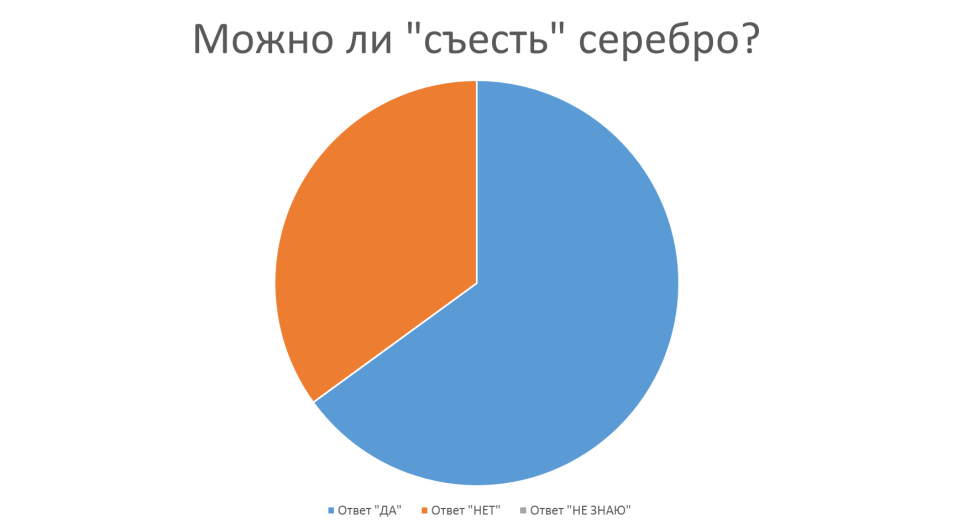 Можно ли "съесть" серебро?
Ответ "ДА" Ответ "НЕТ" Ответ "НЕ ЗНАЮ"